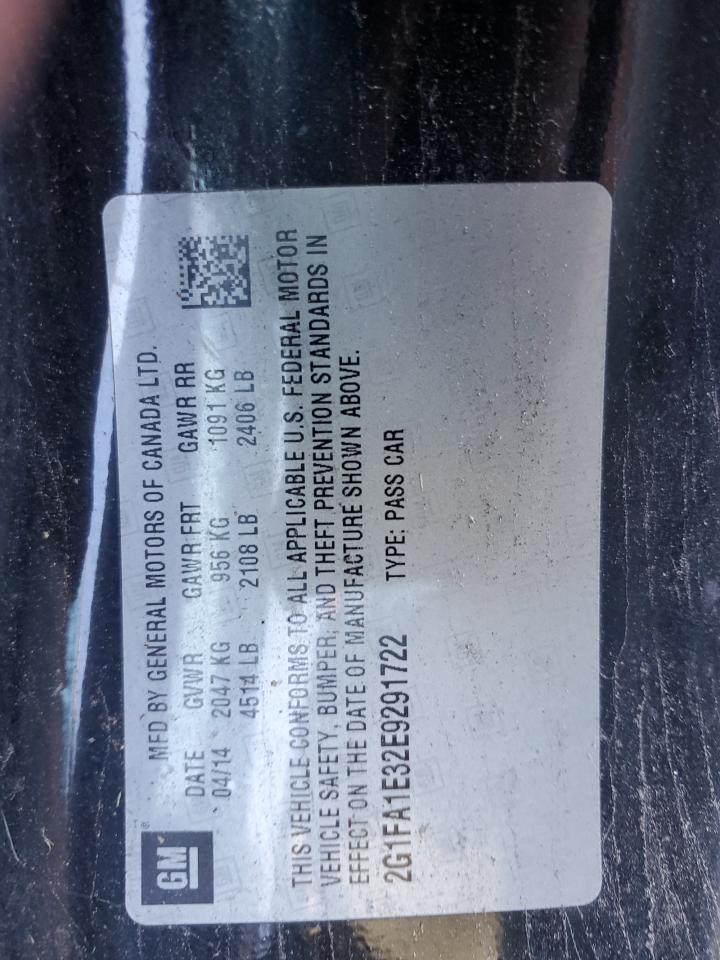 GM ®
MFD BY GENERAL MOTORS OF CANADA LTD.
DATE GVWR GAWR FRT GAWR RR
04/14 2047 KG 956 KG 1091 KG
4514 LB 2108 LB 2406 LB
THIS VEHICLE CONFORMS TO ALL APPLICABLE U.S. FEDERAL MOTOR
VEHICLE SAFETY, BUMPER, AND THEFT PREVENTION STANDARDS IN
EFFECT ON THE DATE OF MANUFACTURE SHOWN ABOVE.
2G1FA1E32E9291722 TYPE: PASS CAR